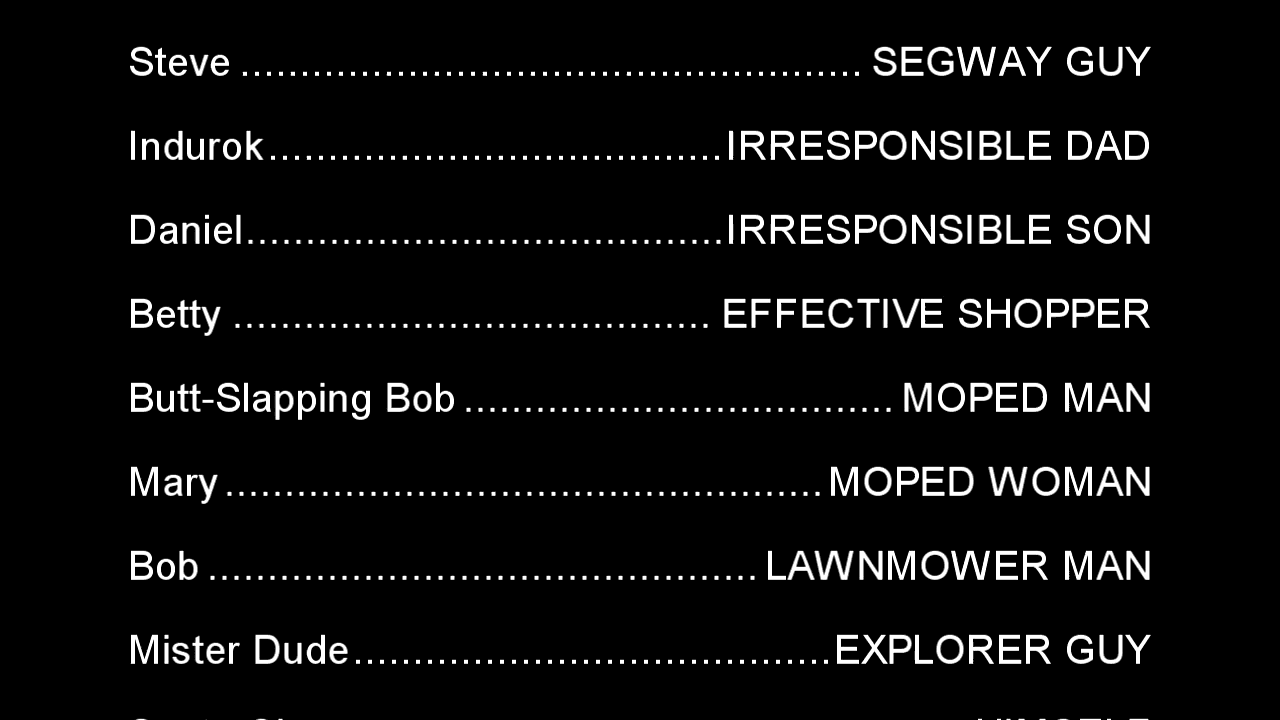 Steve .................................................... SEGWAY GUY
Indurok......................................IRRESPONSIBLE DAD
Daniel........................................IRRESPONSIBLE SON
Betty ........................................ EFFECTIVE SHOPPER
Butt-Slapping Bob .................................... MOPED MAN
Mary ..................................................MOPED WOMAN
Bob .............................................. LAWNMOWER MAN
Mister Dude........................................EXPLORER GUY